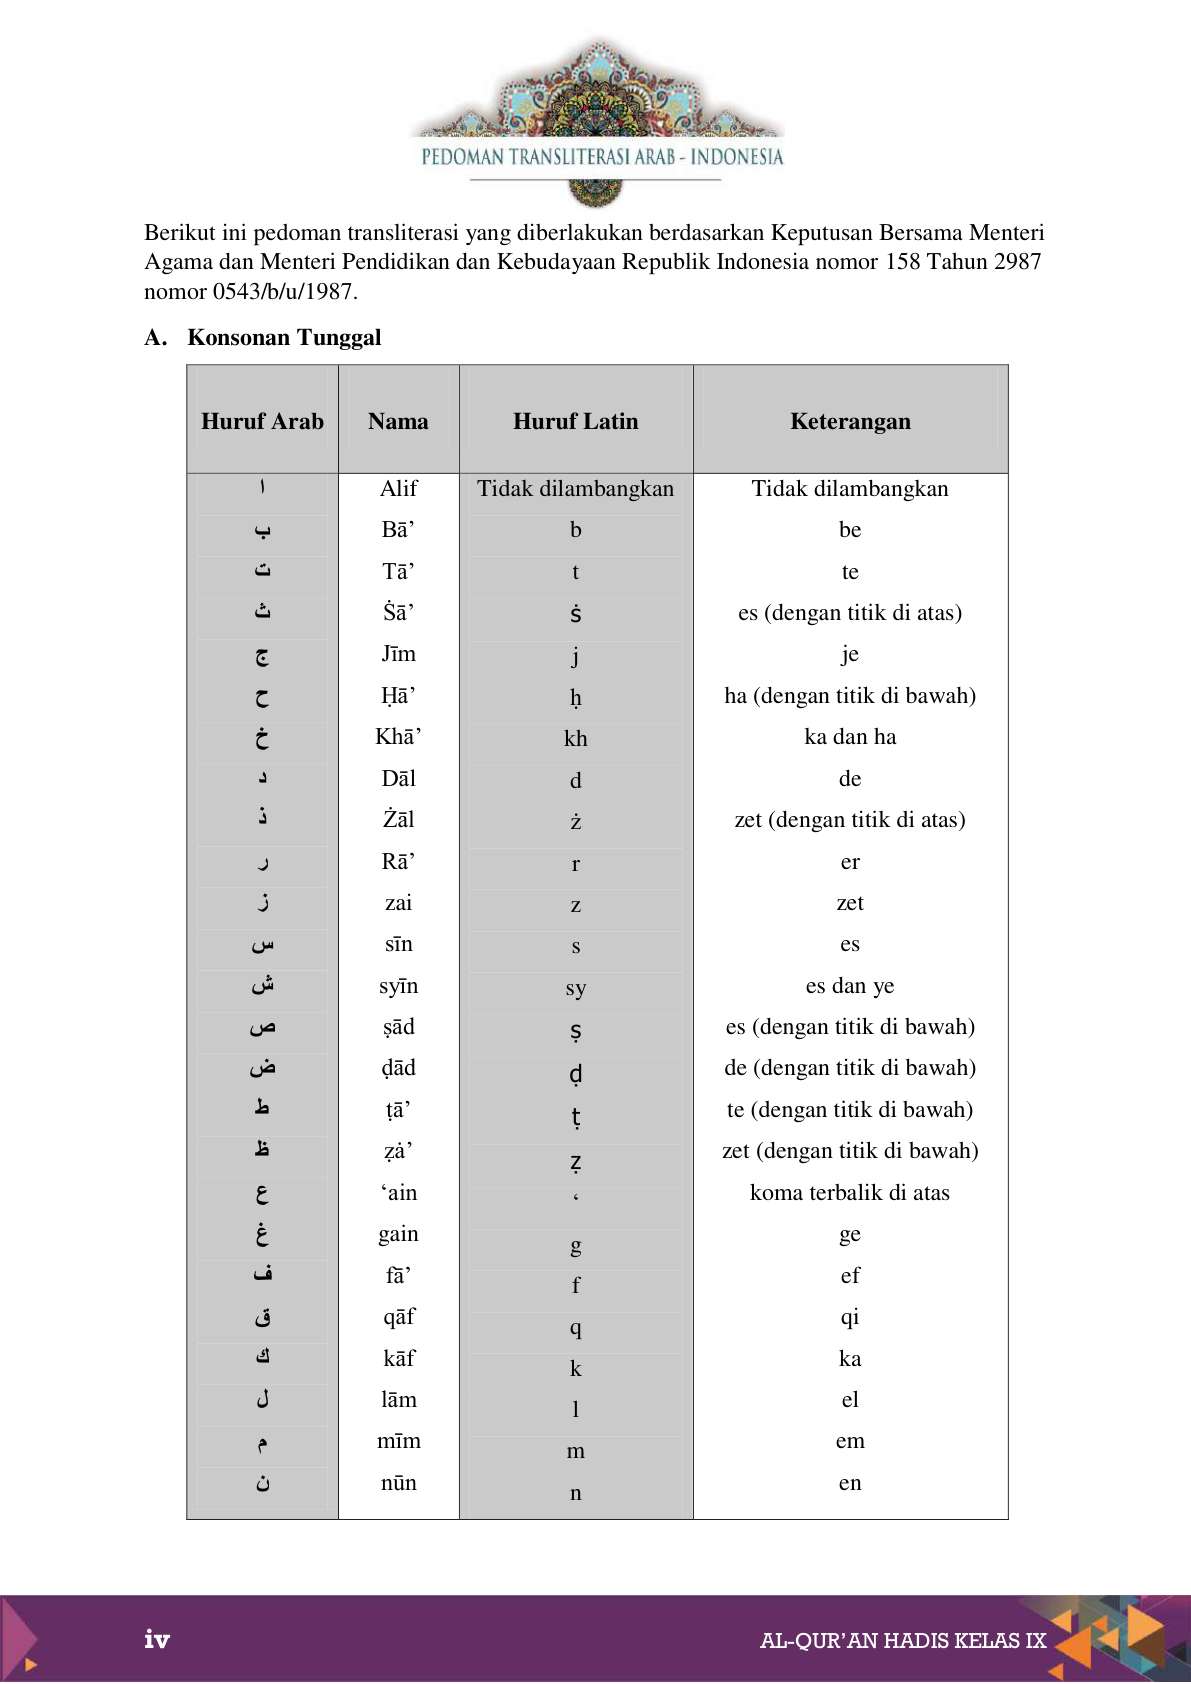 PEDOMAN TRANSLITERASI ARAB - INDONESIA
Berikut ini pedoman transliterasi yang diberlakukan berdasarkan Keputusan Bersama Menteri
Agama dan Menteri Pendidikan dan Kebudayaan Republik Indonesia nomor 158 Tahun 2987
nomor 0543/b/u/1987.
A. Konsonan Tunggal
Huruf Arab Nama Huruf Latin Keterangan
ا Alif Tidak dilambangkan Tidak dilambangkan
ب Bā’ b be
ت Tā’ t te
ث Ṡā’ ṡ es (dengan titik di atas)
ج Jīm j je
ح Ḥā’ ḥ ha (dengan titik di bawah)
خ Khā’ kh ka dan ha
د Dāl d de
ذ Żāl ż zet (dengan titik di atas)
ر Rā’ r er
ز zai z zet
س sīn s es
ش syīn sy es dan ye
ص ṣād ṣ es (dengan titik di bawah)
ض ḍād ḍ de (dengan titik di bawah)
ط ṭā’ ṭ te (dengan titik di bawah)
ظ ẓȧ’ ẓ zet (dengan titik di bawah)
ع ‘ain ‘ koma terbalik di atas
غ gain g ge
ف fā’ f ef
ق qāf q qi
ك kāf k ka
ل lām l el
م mīm m em
ن nūn n en
iv AL-QUR’AN HADIS KELAS IX